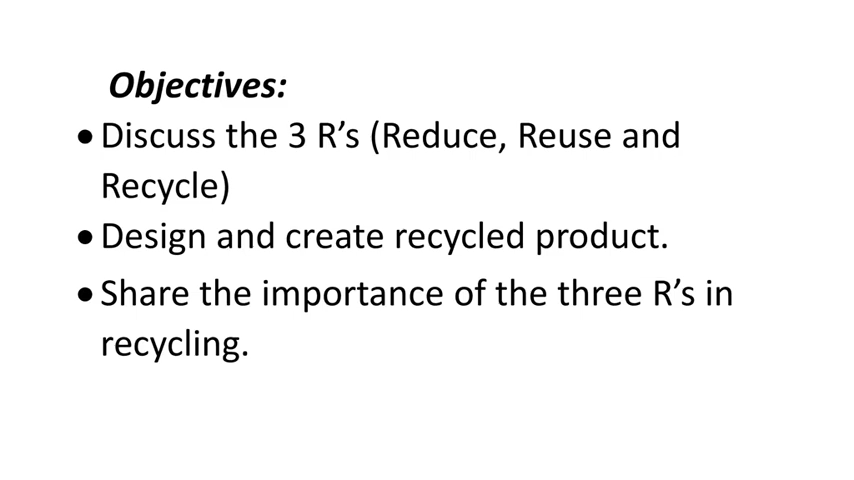 Objectives:
•Discuss the 3 R’s (Reduce, Reuse and
Recycle)
•Design and create recycled product.
•Share the importance of the three R’s in
recycling.